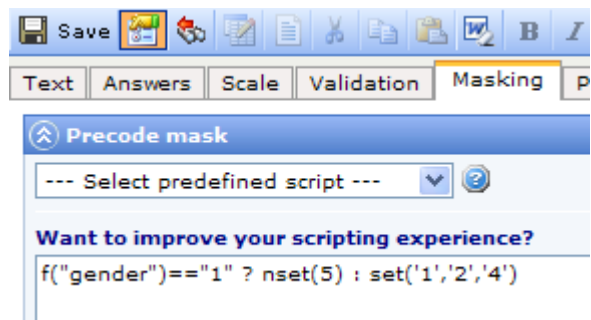 Save B I
Text Answers Scale Validation Masking P
Precode mask
--- Select predefined script ---
Want to improve your scripting experience?
f("gender")=="1" ? nset(5) : set('1','2','4')